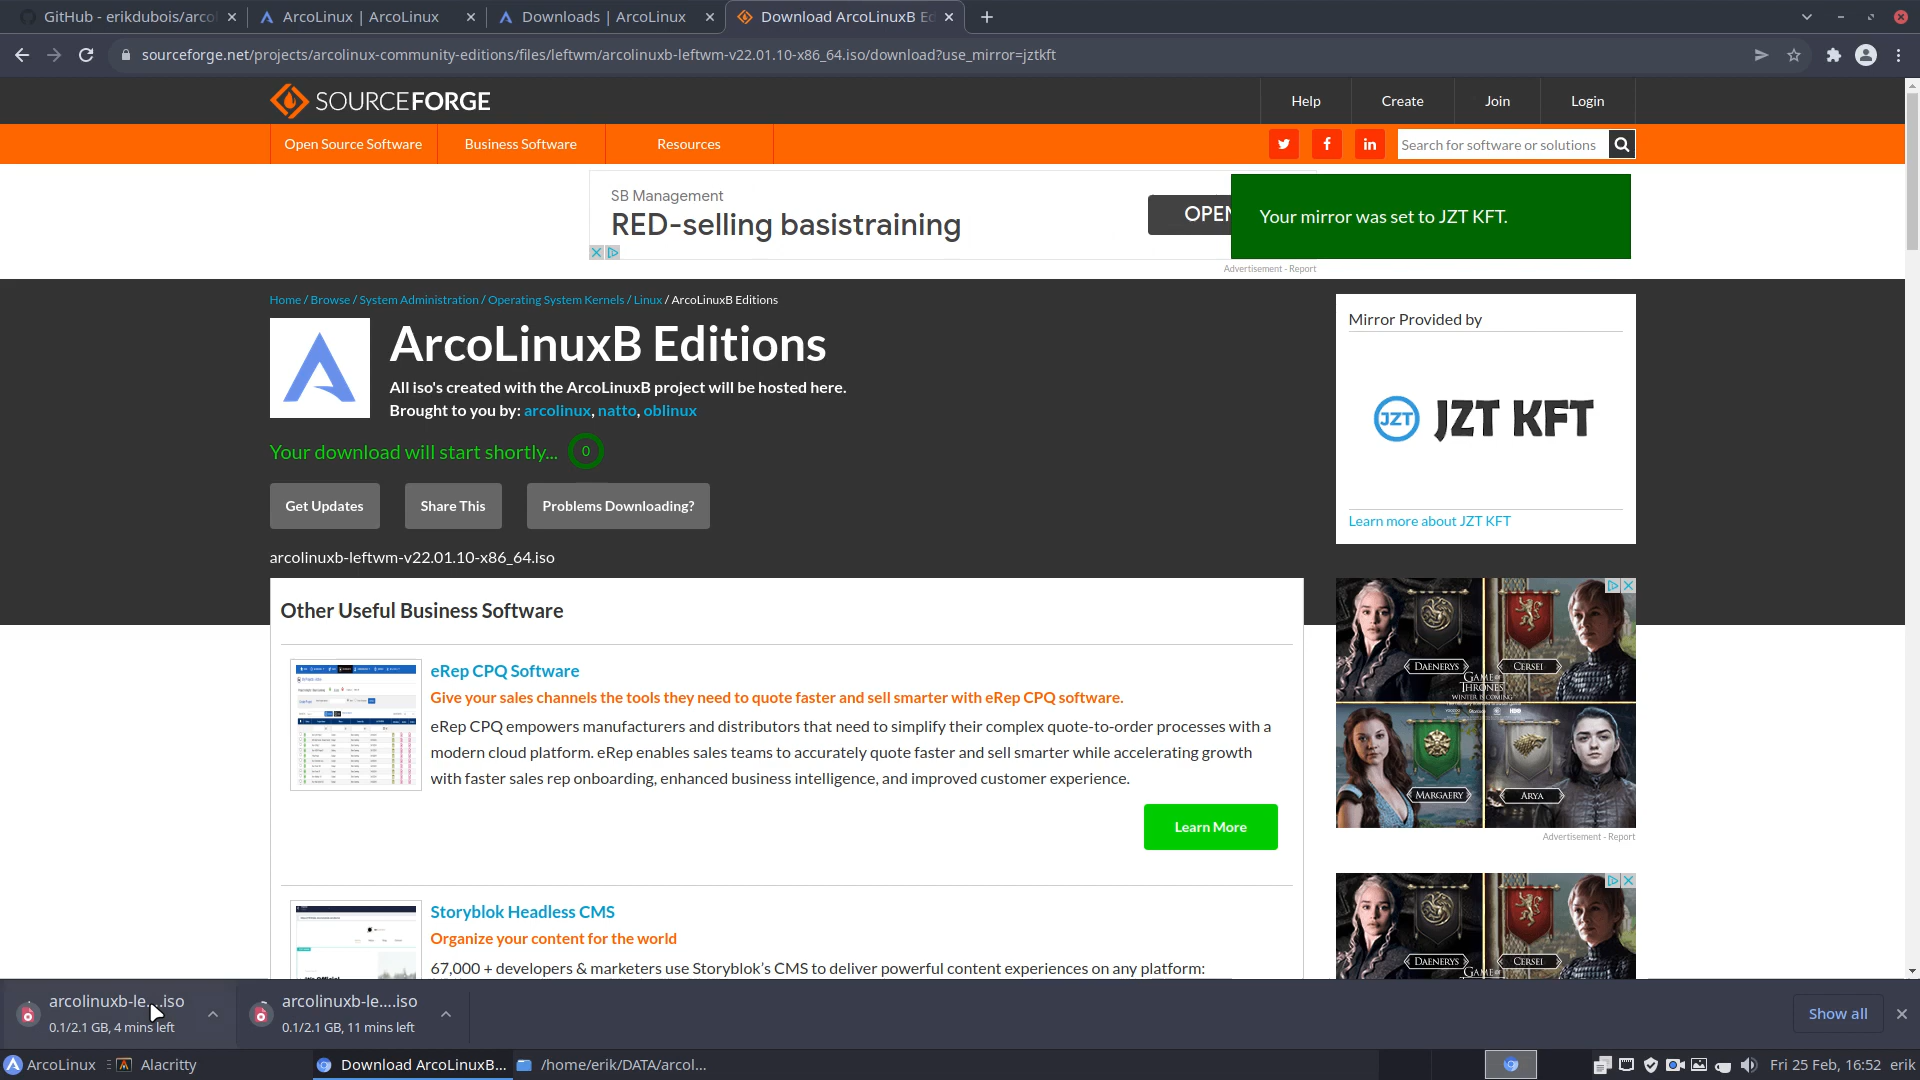 GitHub - erikdubois/arcol
ArcoLinux | ArcoLinux
Downloads | ArcoLinux
Download ArcoLinuxB Ed
sourceforge.net/projects/arcolinux-community-editions/files/leftwm/arcolinuxb-leftwm-v22.01.10-x86_64.iso/download?use_mirror=jztkft
SOURCEFORGE
Help
Create
Join
Login
Open Source Software
Business Software
Resources
Search for software or solutions
SB Management
RED-selling basistraining
OPEN
Your mirror was set to JZT KFT.
Advertisement - Report
Home / Browse / System Administration / Operating System Kernels / Linux / ArcoLinuxB Editions
ArcoLinuxB Editions
All iso's created with the ArcoLinuxB project will be hosted here.
Brought to you by: arcolinux, natto, oblinux
Your download will start shortly... 0
Get Updates
Share This
Problems Downloading?
arcolinuxb-leftwm-v22.01.10-x86_64.iso
Mirror Provided by
JZT JZT KFT
Learn more about JZT KFT
Other Useful Business Software
eRep CPQ Software
Give your sales channels the tools they need to quote faster and sell smarter with eRep CPQ software.
eRep CPQ empowers manufacturers and distributors that need to simplify their complex quote-to-order processes with a
modern cloud platform. eRep enables sales teams to accurately quote faster and sell smarter while accelerating growth
with faster sales rep onboarding, enhanced business intelligence, and improved customer experience.
Learn More
DAENERYS
CERSEI
GAME OF THRONES
WINTER IS COMING
MARGAERY
ARYA
Advertisement - Report
Storyblok Headless CMS
Organize your content for the world
67,000 + developers & marketers use Storyblok's CMS to deliver powerful content experiences on any platform:
DAENERYS
CERSEI
GAME
arcolinuxb-le....iso
0.1/2.1 GB, 4 mins left
arcolinuxb-le....iso
0.1/2.1 GB, 11 mins left
Show all
ArcoLinux
Alacritty
Download ArcoLinuxB...
/home/erik/DATA/arcol...
Fri 25 Feb, 16:52
erik